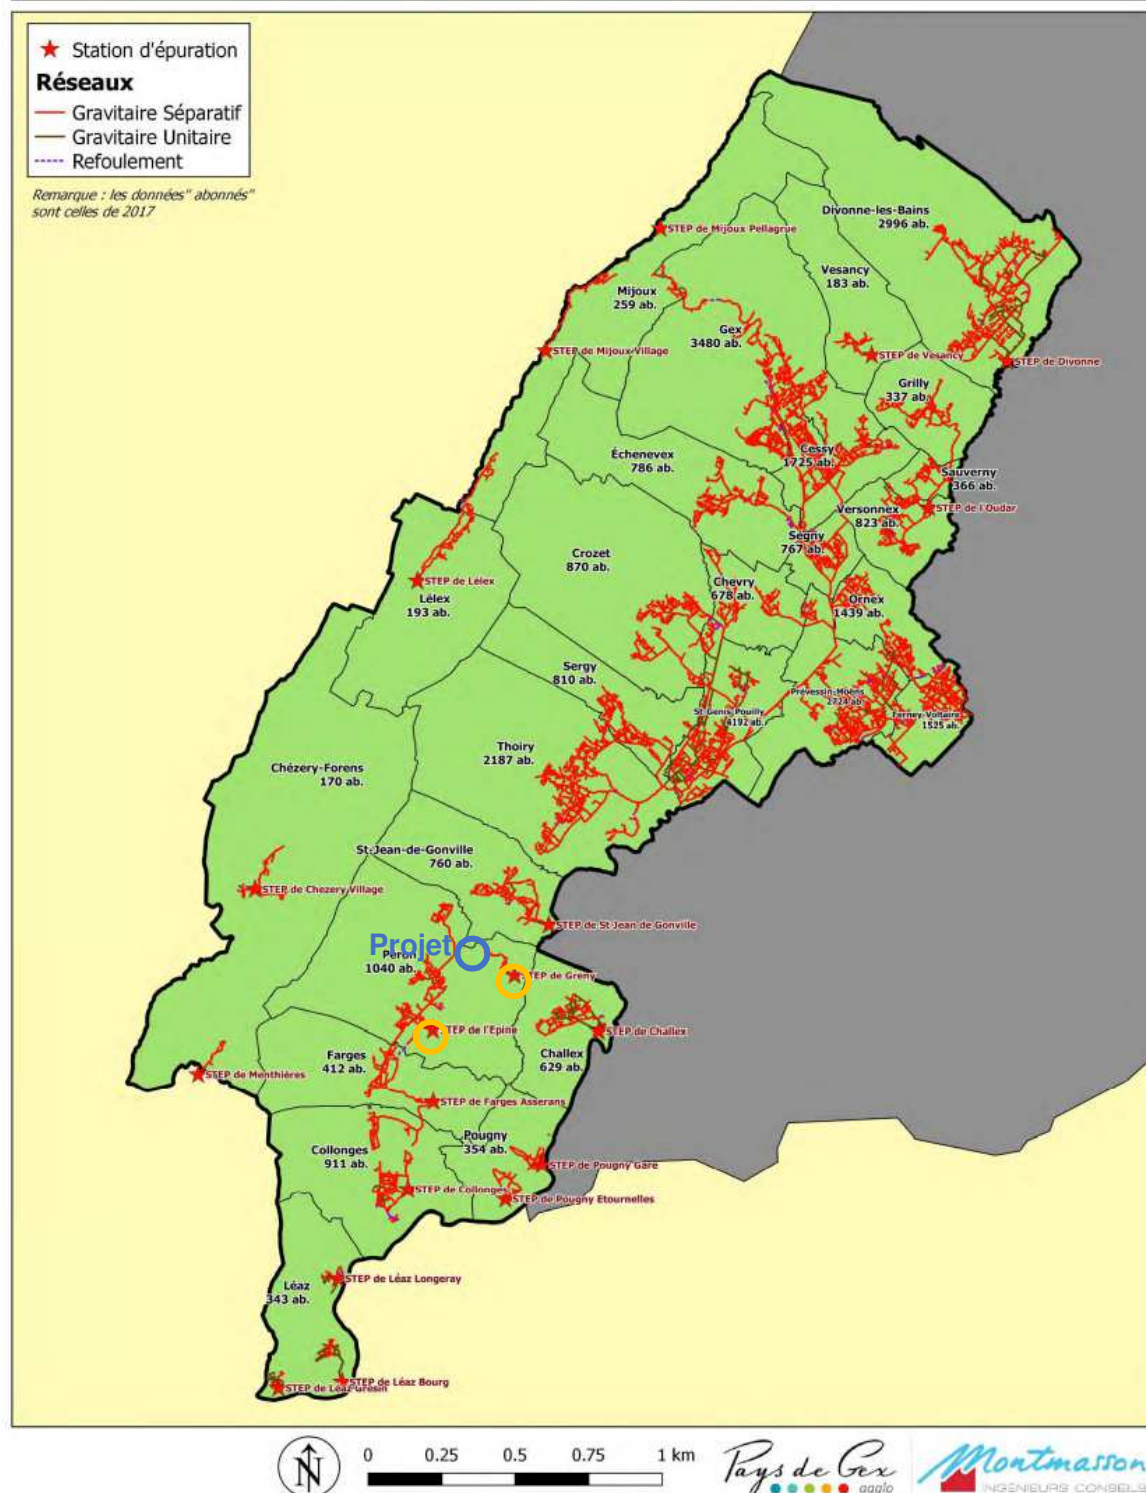 Station d'épuration
Réseaux
Gravitaire Séparatif
Gravitaire Unitaire
Refoulement
Remarque : les données" abonnés"
sont celles de 2017
Divonne-les-Bains
2996 ab.
STEP de Mijoux Pellagrue
Vesancy
183 ab.
Mijoux
259 ab.
Gex
3480 ab.
STEP de Mijoux Village
STEP de Vesancy
STEP de Divonne
Grilly
337 ab.
Cessy
1725 ab.
Échenevex
786 ab.
Sauverny
366 ab.
STEP de l'Oudar
Versonnex
823 ab.
Ségny
767 ab.
Crozet
870 ab.
STEP de Lélex
Lélex
193 ab.
Chevry
678 ab.
Ornex
1439 ab.
Sergy
810 ab.
Prévessin-Moëns
2724 ab.
St-Genis-Pouilly
4192 ab.
Ferney-Voltaire
1525 ab.
Thoiry
2187 ab.
Chézery-Forens
170 ab.
St-Jean-de-Gonville
760 ab.
STEP de Chezery Village
STEP de St Jean de Gonville
Projet
Péron
1040 ab.
STEP de Greny
STEP de l'Epine
STEP de Challex
Challex
629 ab.
Farges
412 ab.
STEP de Menthières
STEP de Farges Asserans
Pougny
354 ab.
Collonges
911 ab.
STEP de Pougny Gare
STEP de Collonges
STEP de Pougny Etournelles
STEP de Léaz Longeray
Léaz
343 ab.
STEP de Léaz Bourg
STEP de Léaz Grésin
N
0 0.25 0.5 0.75 1 km
Pays de Gex
agglo
Montmasson
INGENIEURS CONSEILS